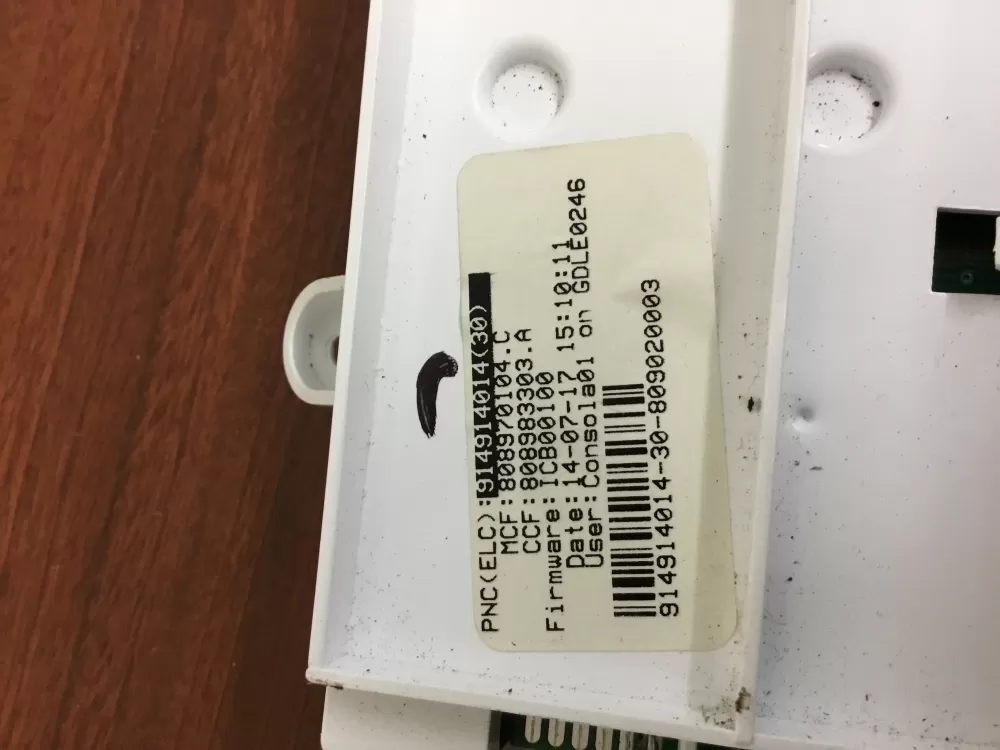 PNC(ELC):914914014(30)
MCF:808970104.C
CCF:808983303.A
Firmware:ICB00100
Date:14-07-17 15:10:11
User:Consola01 on GDLE0246
914914014-30-809020003